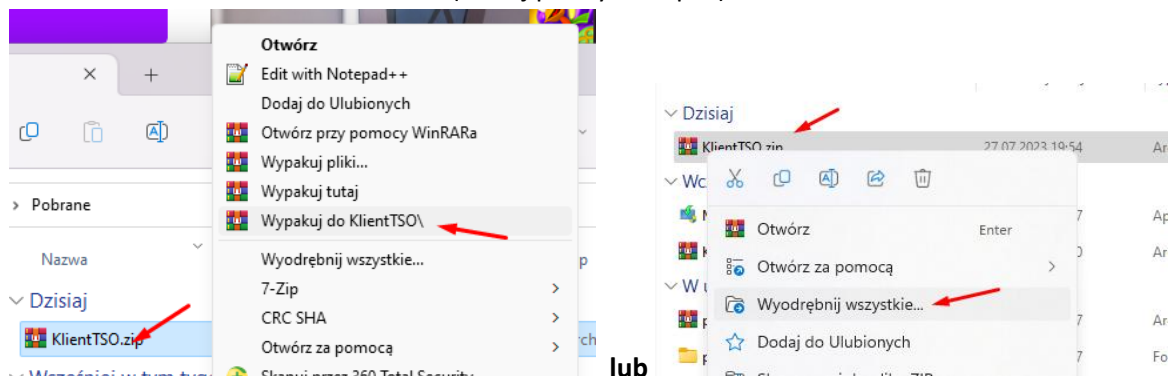 Otwórz
Edit with Notepad++
Dodaj do Ulubionych
Otwórz przy pomocy WinRARa
Wypakuj pliki...
Wypakuj tutaj
Wypakuj do KlientTSO\
Wyodrębnij wszystkie...
7-Zip
CRC SHA
Otwórz za pomocą
Pobrane
Nazwa
Dzisiaj
KlientTSO.zip
lub
Dzisiaj
KlientTSO.zip 27.07.2023 19:54
Otwórz Enter
Otwórz za pomocą
Wyodrębnij wszystkie...
Dodaj do Ulubionych